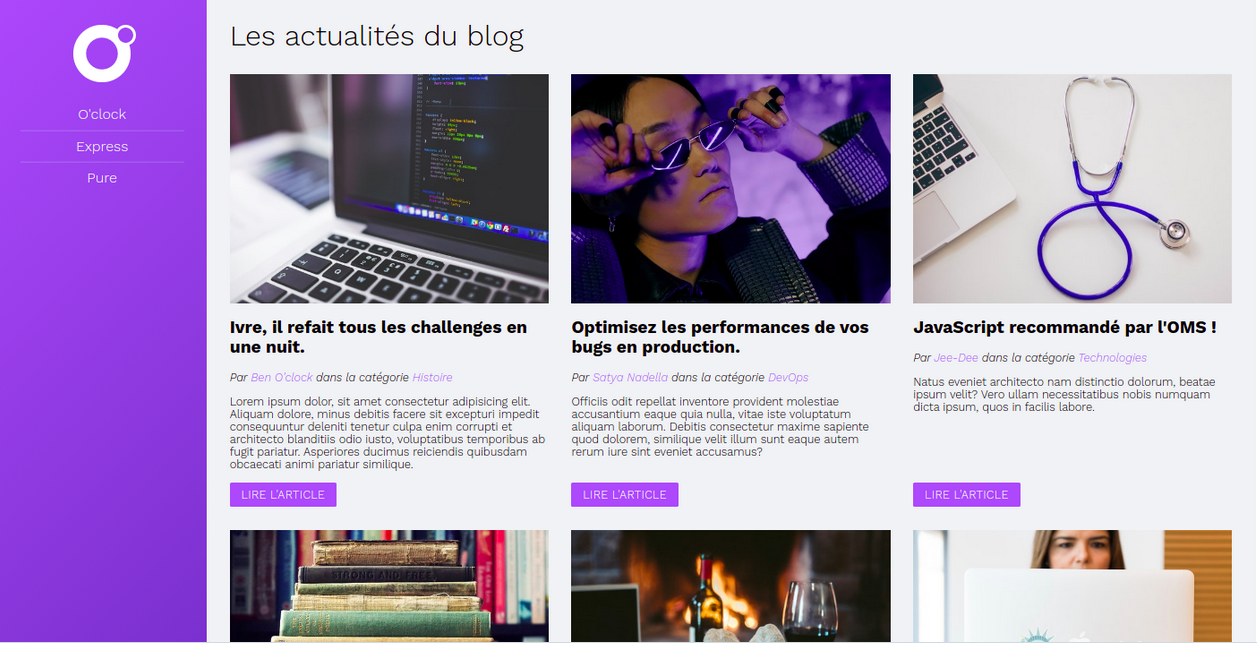 O'clock
Express
Pure
Les actualités du blog
Ivre, il refait tous les challenges en
une nuit.
Par Ben O'clock dans la catégorie Histoire
Lorem ipsum dolor, sit amet consectetur adipisicing elit.
Aliquam dolore, minus debitis facere sit excepturi impedit
consequuntur deleniti tenetur culpa enim corrupti et
architecto blanditiis odio iusto, voluptatibus temporibus ab
fugit pariatur. Asperiores ducimus reiciendis quibusdam
obcaecati animi pariatur similique.
LIRE L'ARTICLE
Optimisez les performances de vos
bugs en production.
Par Satya Nadella dans la catégorie DevOps
Officiis odit repellat inventore provident molestiae
accusantium eaque quia nulla, vitae iste voluptatum
aliquam laborum. Debitis consectetur maxime sapiente
quod dolorem, similique velit illum sunt eaque autem
rerum iure sint eveniet accusamus?
LIRE L'ARTICLE
JavaScript recommandé par l'OMS !
Par Jee-Dee dans la catégorie Technologies
Natus eveniet architecto nam distinctio dolorum, beatae
ipsum velit? Vero ullam necessitatibus nobis numquam
dicta ipsum, quos in facilis labore.
LIRE L'ARTICLE
STRONG AND FREE